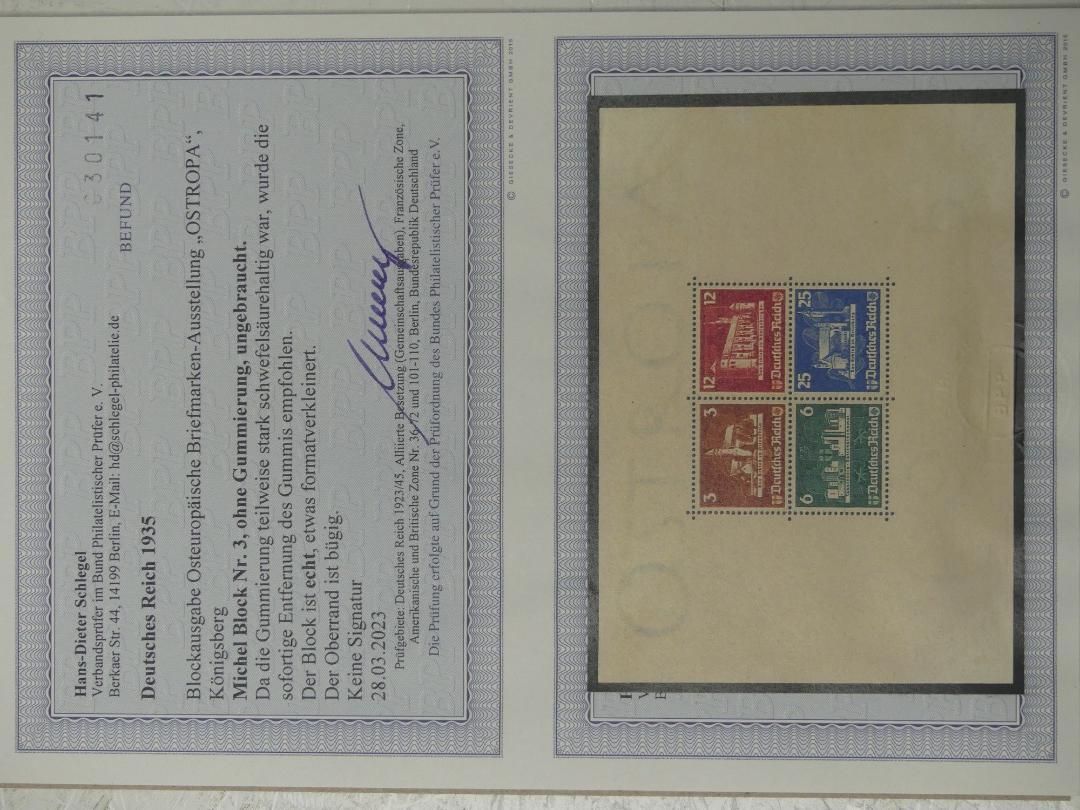 Hans-Dieter Schlegel
Verbandsprüfer im Bund Philatelistischer Prüfer e. V.
Berkaer Str. 44, 14199 Berlin, E-Mail: hd@schlegel-philatelie.de
30141
BEFUND
Deutsches Reich 1935
Blockausgabe Osteuropäische Briefmarken-Ausstellung „OSTROPA“,
Königsberg
Michel Block Nr. 3, ohne Gummierung, ungebraucht.
Da die Gummierung teilweise stark schwefelsäurehaltig war, wurde die
sofortige Entfernung des Gummis empfohlen.
Der Block ist echt, etwas formatverkleinert.
Der Oberrand ist bügig.
Keine Signatur
28.03.2023
Prüfgebiete: Deutsches Reich 1923/45, Alliierte Besetzung (Gemeinschaftsausgaben), Französische Zone,
Amerikanische und Britische Zone Nr. 36-72 und 101-110, Berlin, Bundesrepublik Deutschland
Die Prüfung erfolgte auf Grund der Prüfordnung des Bundes Philatelistischer Prüfer e. V.
© GIESECKE & DEVRIENT GMBH 2015
3
Deutsches Reich
12 12
Deutsches Reich
6 6
Deutsches Reich
25 25
Deutsches Reich
BPP
© GIESECKE & DEVRIENT GMBH 2015